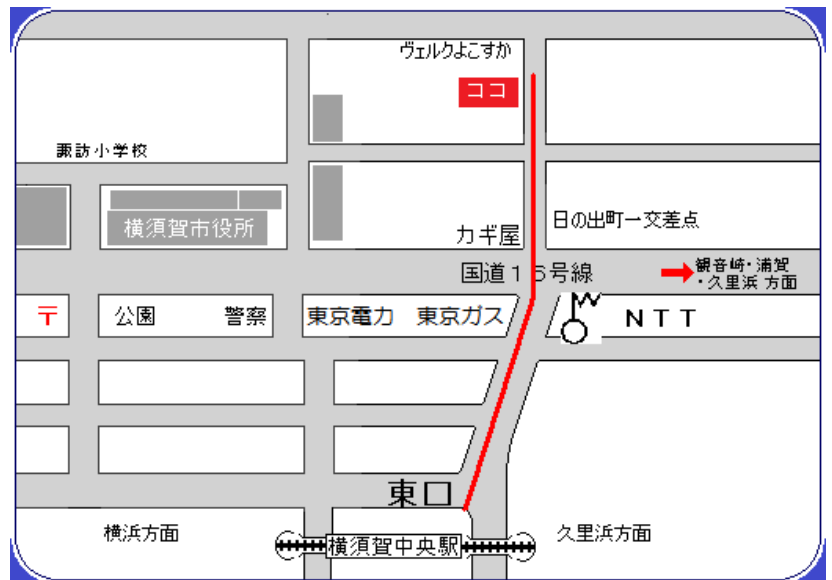 ヴェルクよこすか
ココ
諏訪小学校
横須賀市役所
カギ屋
日の出町一交差点
国道16号線
観音崎・浦賀
・久里浜 方面
〒
公園
警察
東京電力
東京ガス
NTT
東口
横浜方面
横須賀中央駅
久里浜方面